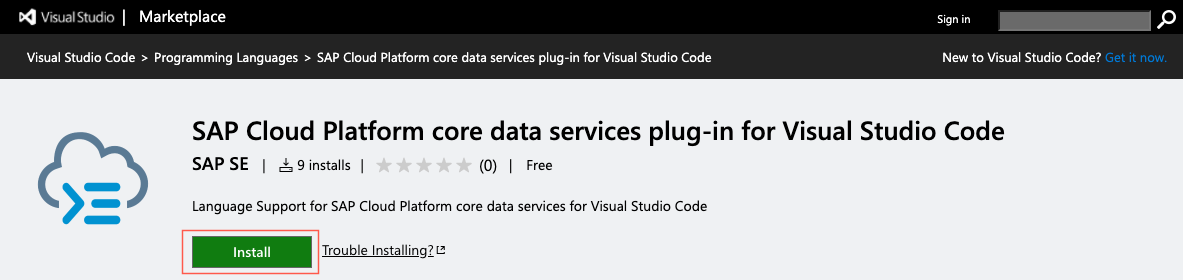 Visual Studio | Marketplace Sign in
Visual Studio Code > Programming Languages > SAP Cloud Platform core data services plug-in for Visual Studio Code New to Visual Studio Code? Get it now.
SAP Cloud Platform core data services plug-in for Visual Studio Code
SAP SE | 9 installs | (0) | Free
Language Support for SAP Cloud Platform core data services for Visual Studio Code
Install Trouble Installing?